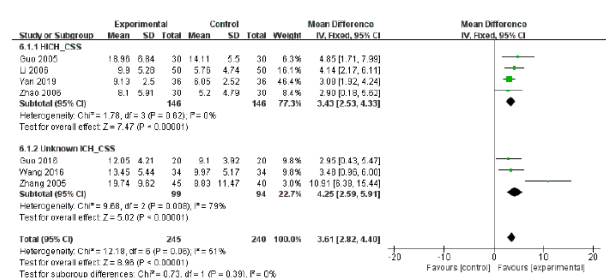 Experimental Control Mean Difference Mean Difference
Study or Subgroup Mean SD Total Mean SD Total Weight IV, Fixed, 95% CI IV, Fixed, 95% CI
6.1.1 HICH_CSS
Guo 2005 18.96 6.84 30 14.11 5.5 30 6.3% 4.85 [1.71, 7.99]
Li 2006 9.9 5.26 50 5.76 4.74 50 16.1% 4.14 [2.17, 6.11]
Yan 2019 9.13 2.5 36 6.05 2.52 36 3.08 [1.92, 4.24]
Zhao 2006 8.1 5.91 30 5.2 4.79 30 8.4% 2.90 [0.18, 5.62]
Subtotal (95% CI) 146 146 77.3% 3.43 [2.53, 4.33]
Heterogeneity: Chi² = 1.78, df = 3 (P = 0.62); I² = 0%
Test for overall effect: Z = 7.47 (P < 0.00001)
6.1.2 Unknown ICH_CSS
Guo 2016 12.05 4.21 20 9.1 3.92 20 9.8% 2.95 [0.43, 5.47]
Wang 2016 13.45 5.44 34 9.97 5.17 34 3.48 [0.96, 6.00]
Zhang 2005 19.74 9.62 45 8.83 11.47 40 3.0% 10.91 [6.38, 15.44]
Subtotal (95% CI) 99 94 22.7% 4.25 [2.59, 5.91]
Heterogeneity: Chi² = 9.68, df = 2 (P = 0.008); I² = 79%
Test for overall effect: Z = 5.02 (P < 0.00001)
Total (95% CI) 245 240 100.0% 3.61 [2.82, 4.40]
Heterogeneity: Chi² = 12.18, df = 6 (P = 0.06); I² = 51%
Test for overall effect: Z = 8.96 (P < 0.00001)
Test for subgroup differences: Chi² = 0.73, df = 1 (P = 0.39), I² = 0%
-20 -10 0 10 20
Favours [control] Favours [experimental]